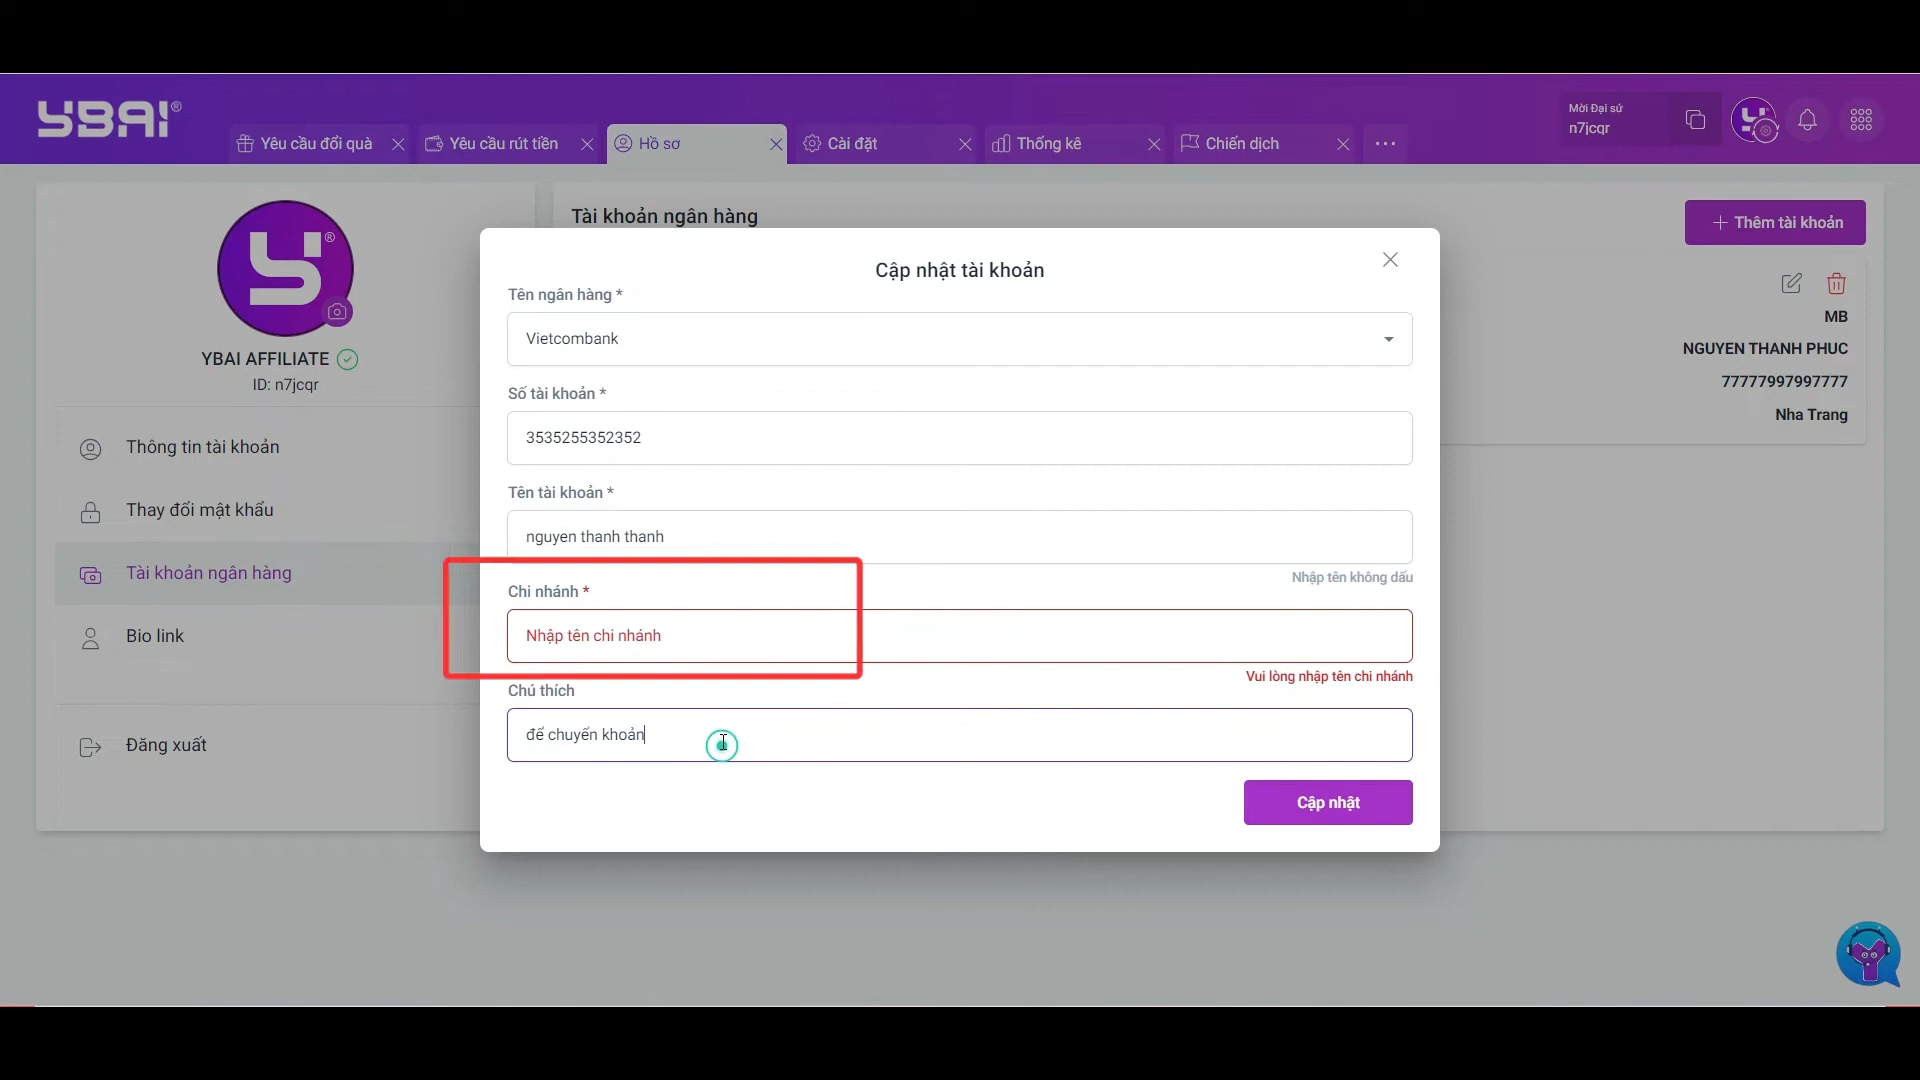 YBAI®
Yêu cầu đổi quà
Yêu cầu rút tiền
Hồ sơ
Cài đặt
Thống kê
Chiến dịch
Mời Đại sứ
n7jcqr
YBAI AFFILIATE
ID: n7jcqr
Thông tin tài khoản
Thay đổi mật khẩu
Tài khoản ngân hàng
Bio link
Đăng xuất
Tài khoản ngân hàng
+ Thêm tài khoản
MB
NGUYEN THANH PHUC
77777997997777
Nha Trang
Cập nhật tài khoản
Tên ngân hàng *
Vietcombank
Số tài khoản *
3535255352352
Tên tài khoản *
nguyen thanh thanh
Nhập tên không dấu
Chi nhánh *
Nhập tên chi nhánh
Vui lòng nhập tên chi nhánh
Chú thích
để chuyển khoản
Cập nhật